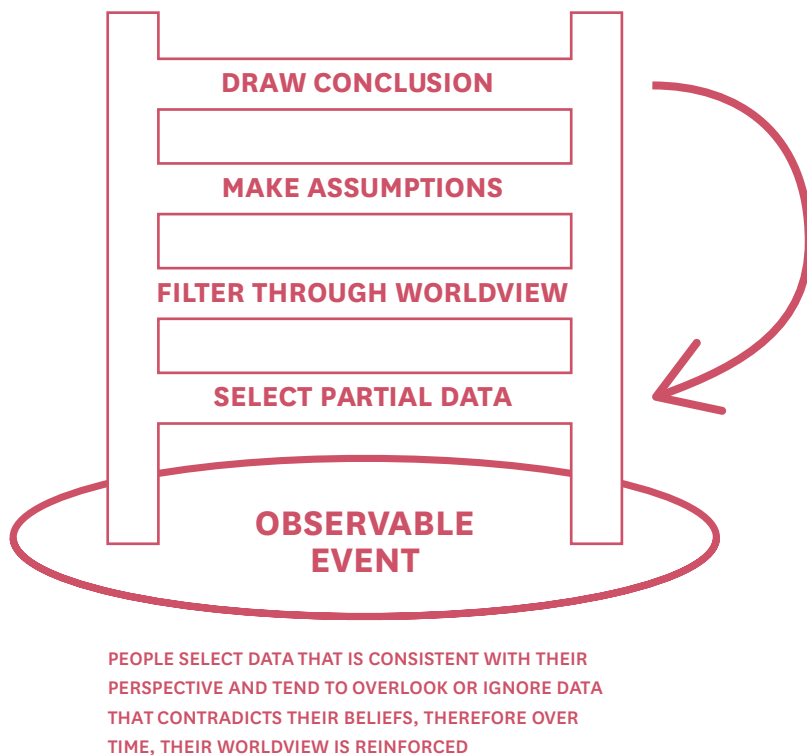 DRAW CONCLUSION
MAKE ASSUMPTIONS
FILTER THROUGH WORLDVIEW
SELECT PARTIAL DATA
OBSERVABLE
EVENT
PEOPLE SELECT DATA THAT IS CONSISTENT WITH THEIR
PERSPECTIVE AND TEND TO OVERLOOK OR IGNORE DATA
THAT CONTRADICTS THEIR BELIEFS, THEREFORE OVER
TIME, THEIR WORLDVIEW IS REINFORCED